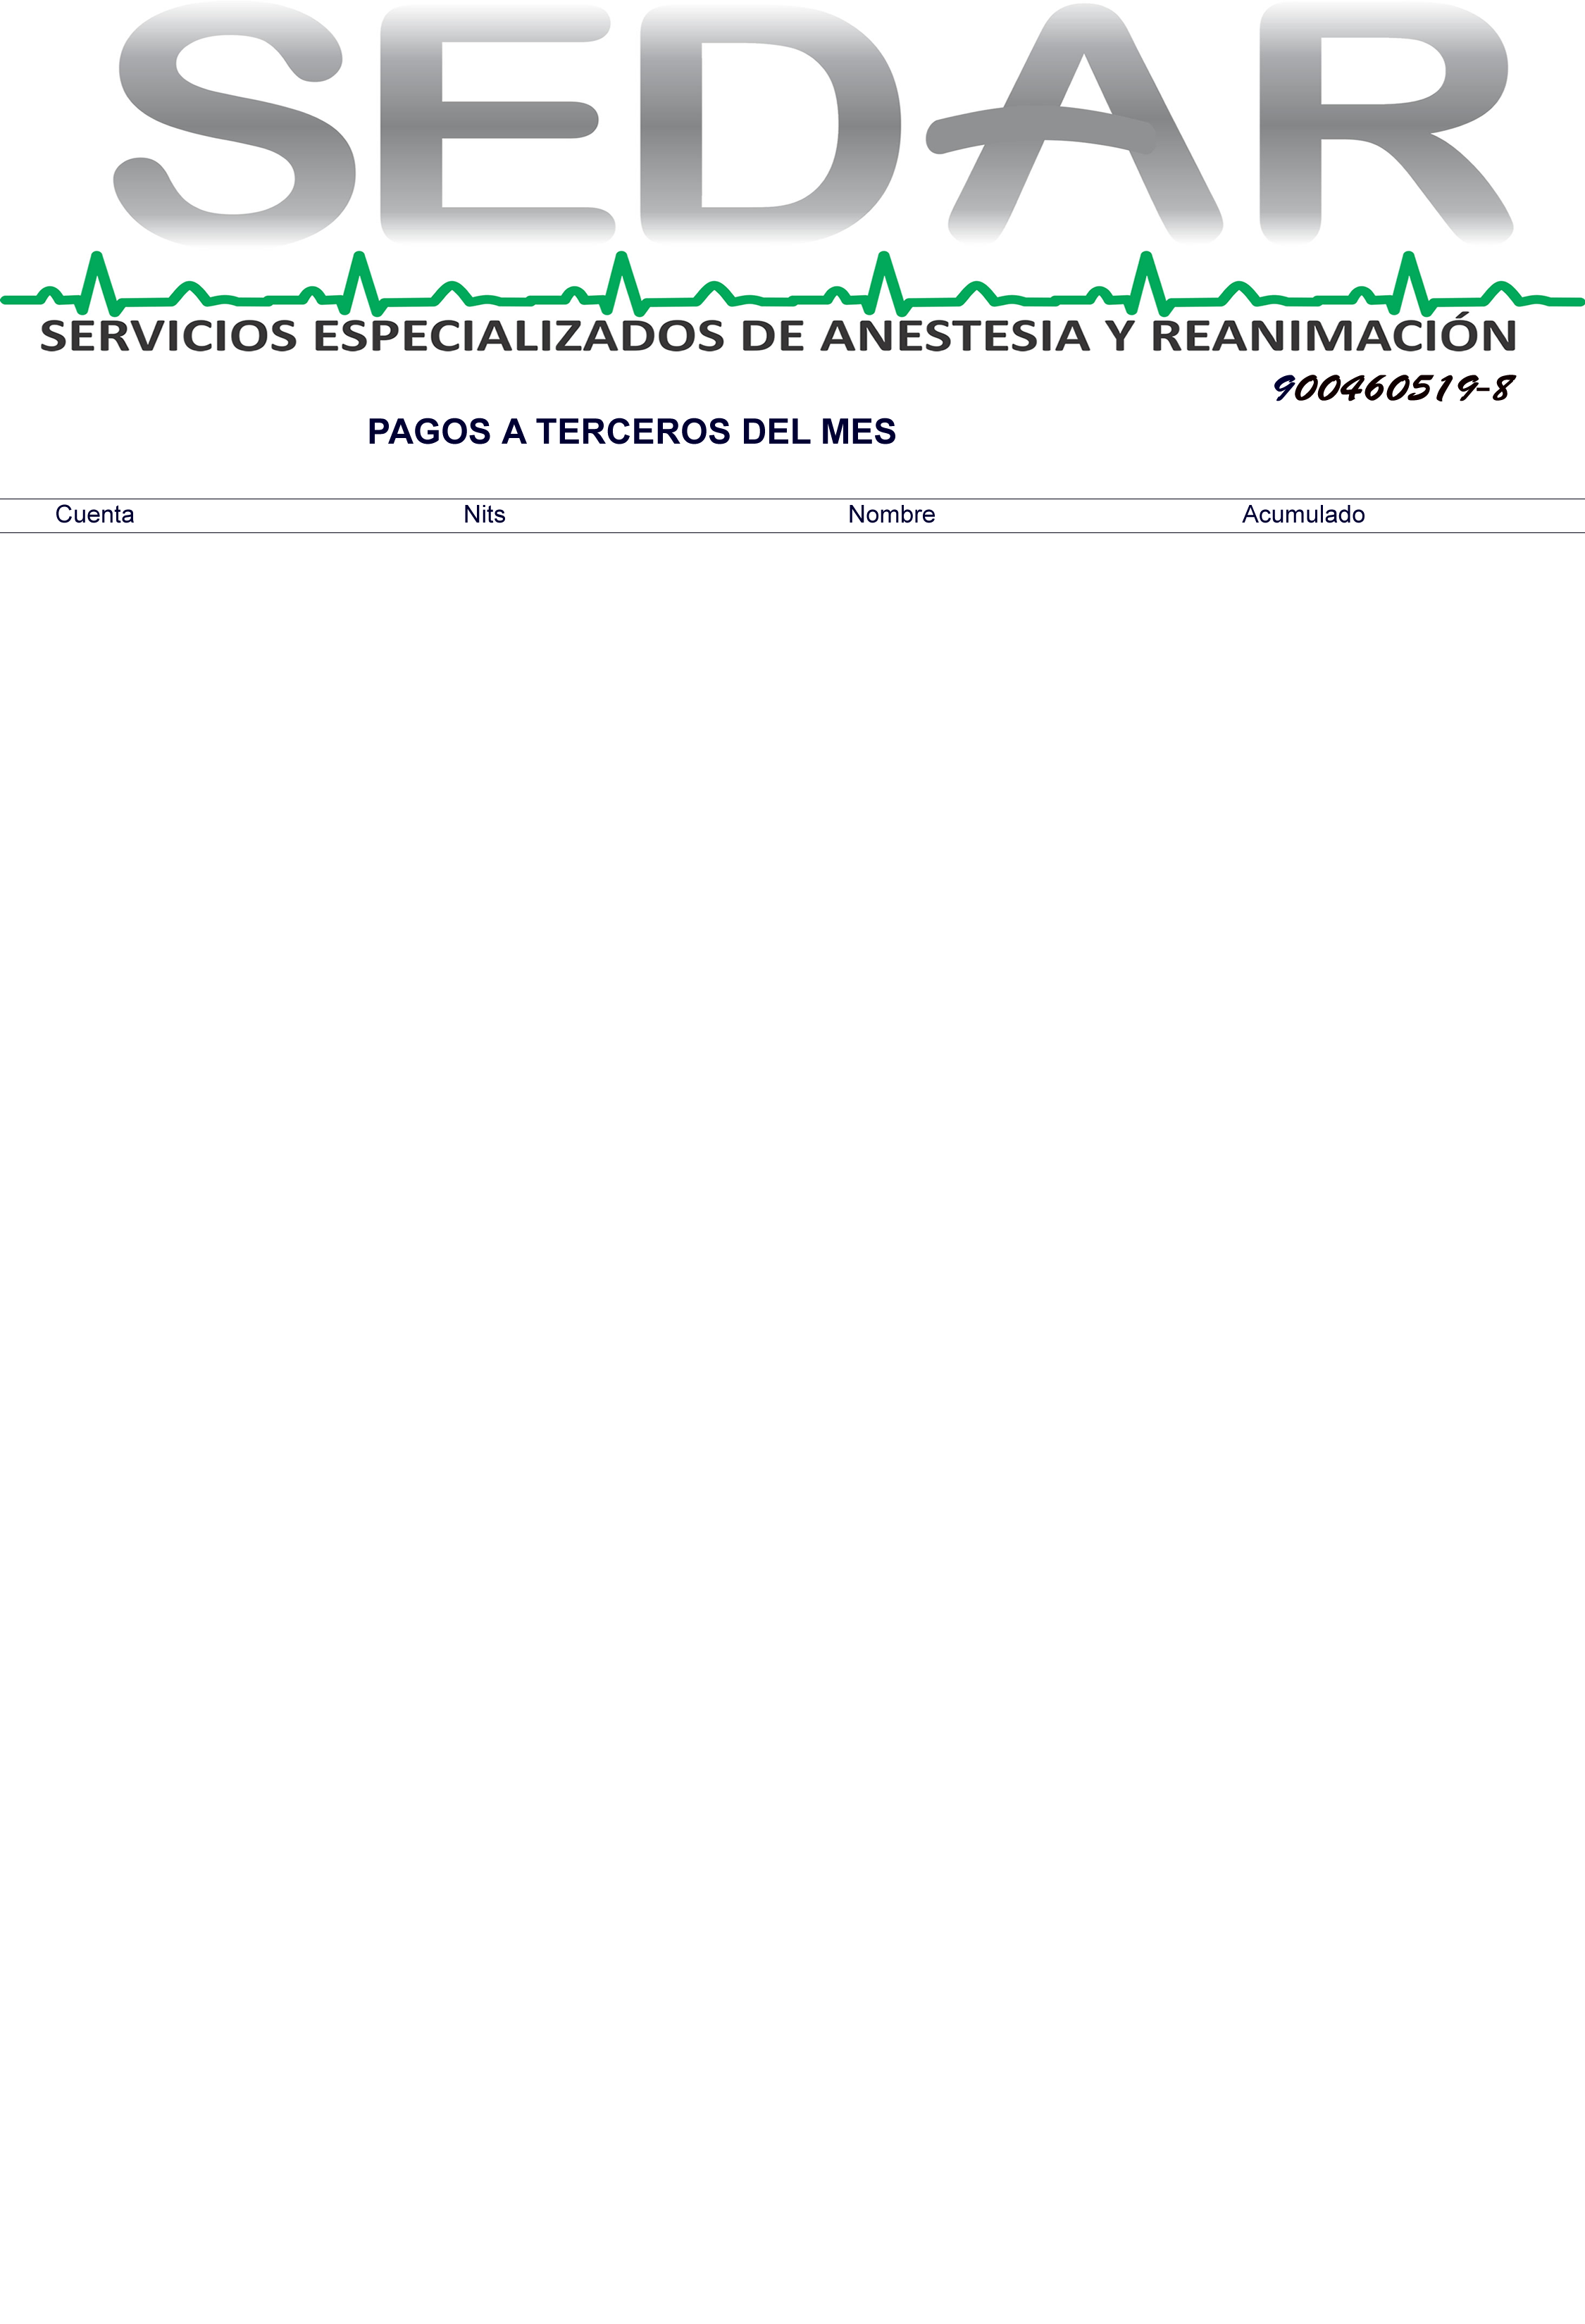 SEDAR
SERVICIOS ESPECIALIZADOS DE ANESTESIA Y REANIMACIÓN
900460519-8
PAGOS A TERCEROS DEL MES
Cuenta Nits Nombre Acumulado